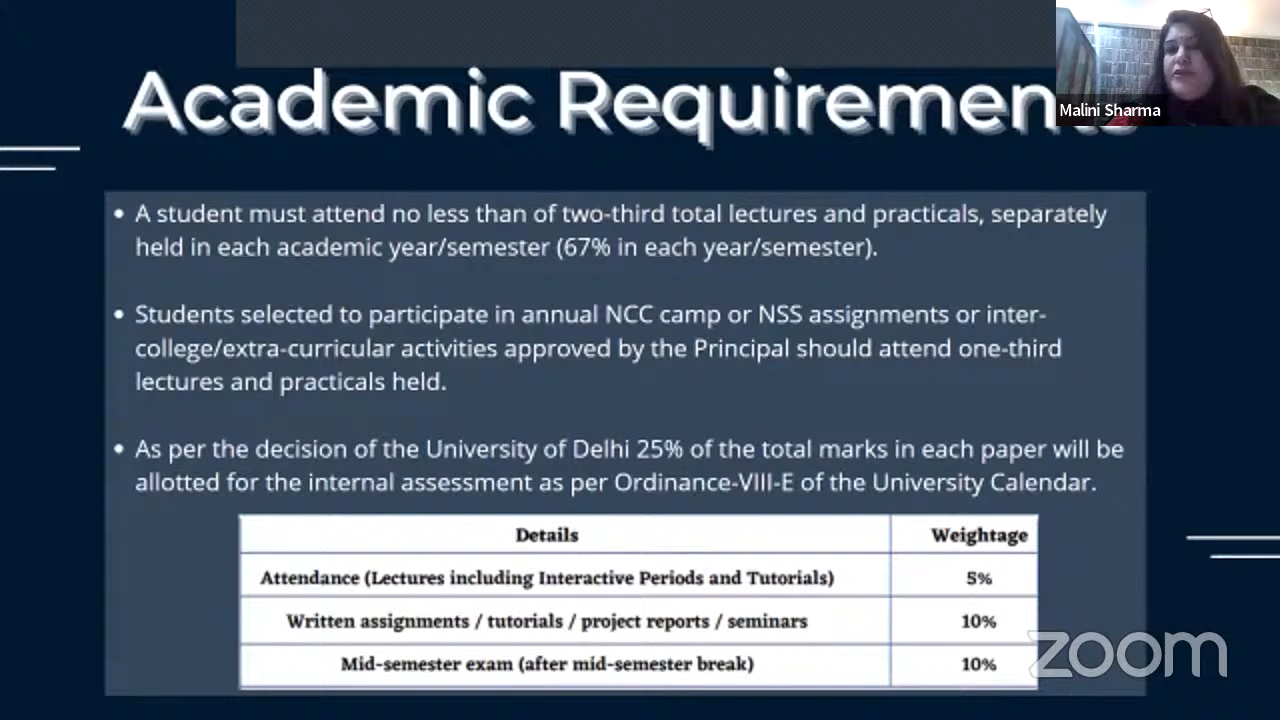 Academic Requiremen
Malini Sharma
• A student must attend no less than of two-third total lectures and practicals, separately
held in each academic year/semester (67% in each year/semester).
• Students selected to participate in annual NCC camp or NSS assignments or inter-
college/extra-curricular activities approved by the Principal should attend one-third
lectures and practicals held.
• As per the decision of the University of Delhi 25% of the total marks in each paper will be
allotted for the internal assessment as per Ordinance-VIII-E of the University Calendar.
Details Weightage
Attendance (Lectures including Interactive Periods and Tutorials) 5%
Written assignments / tutorials / project reports / seminars 10%
Mid-semester exam (after mid-semester break) 10%
zoom